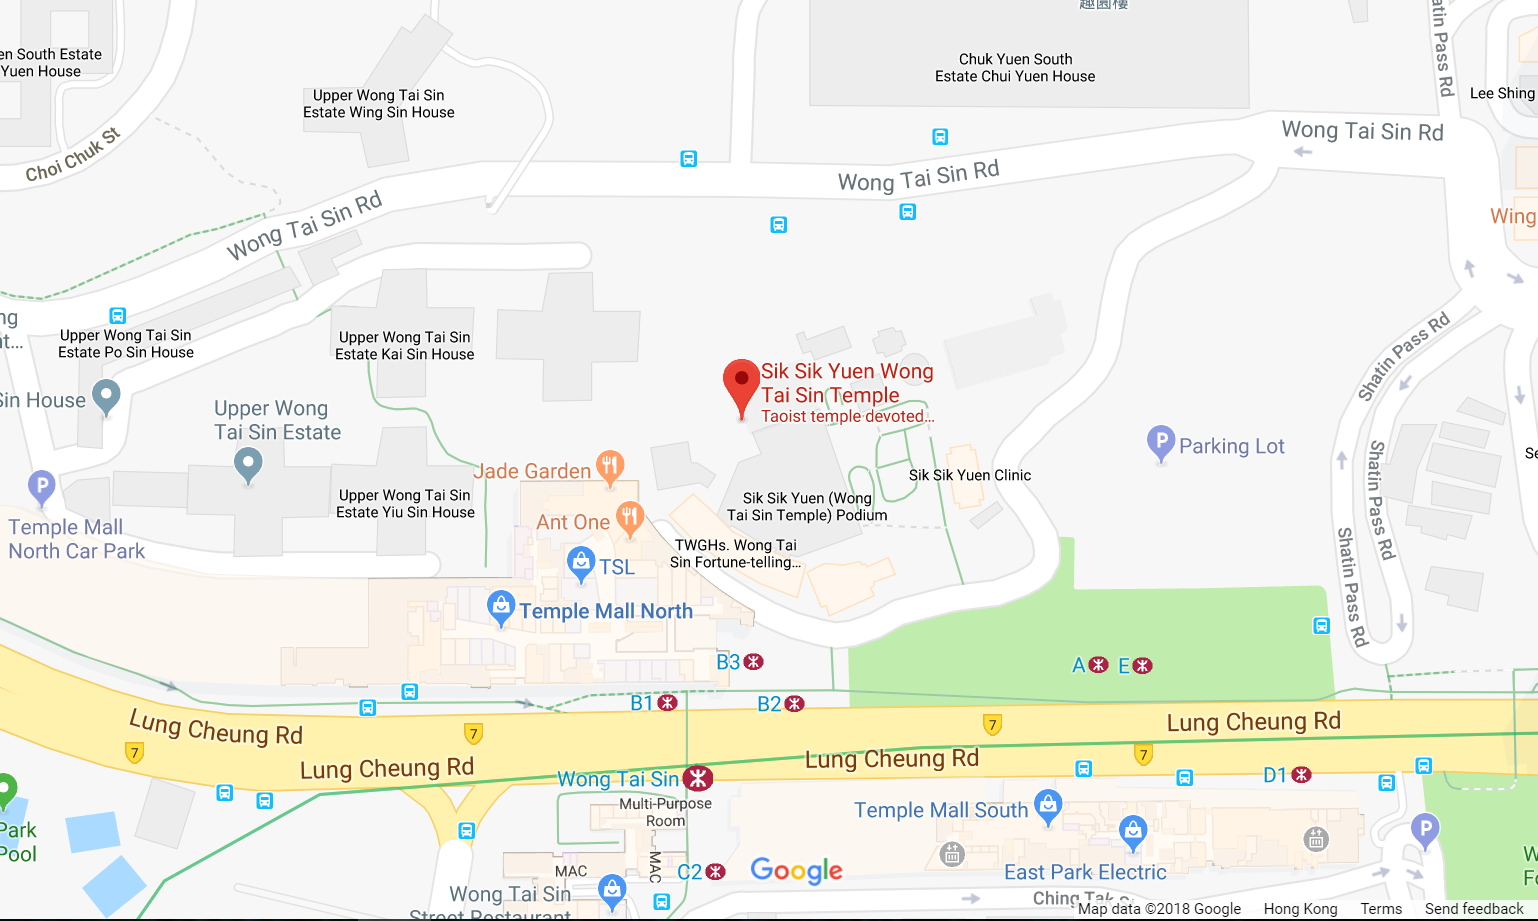 趣園樓
Shatin Pass Rd
en South Estate
Yuen House
Chuk Yuen South
Estate Chui Yuen House
Upper Wong Tai Sin
Estate Wing Sin House
Lee Shing
Choi Chuk St
Wong Tai Sin Rd
Wong Tai Sin Rd
Wong Tai Sin Rd
Wing
ng
at...
Upper Wong Tai Sin
Estate Po Sin House
Upper Wong Tai Sin
Estate Kai Sin House
Shatin Pass Rd
Sik Sik Yuen Wong
Tai Sin Temple
Taoist temple devoted...
Sin House
Upper Wong
Tai Sin Estate
P
Parking Lot
Se
Jade Garden
Sik Sik Yuen Clinic
P
Temple Mall
North Car Park
Upper Wong Tai Sin
Estate Yiu Sin House
Sik Sik Yuen (Wong
Tai Sin Temple) Podium
Shatin Pass Rd
Ant One
TWGHs. Wong Tai
Sin Fortune-telling...
TSL
Shatin Pass Rd
Temple Mall North
B3
A
E
B1
B2
Lung Cheung Rd
7
7
7
Lung Cheung Rd
Lung Cheung Rd
Lung Cheung Rd
7
Wong Tai Sin
D1
Multi-Purpose
Room
Temple Mall South
P
Park
Pool
MAC
MAC
C2
Google
East Park Electric
W
Fo
Wong Tai Sin
Street Restaurant
Ching Tak
Map data ©2018 Google
Hong Kong
Terms
Send feedback